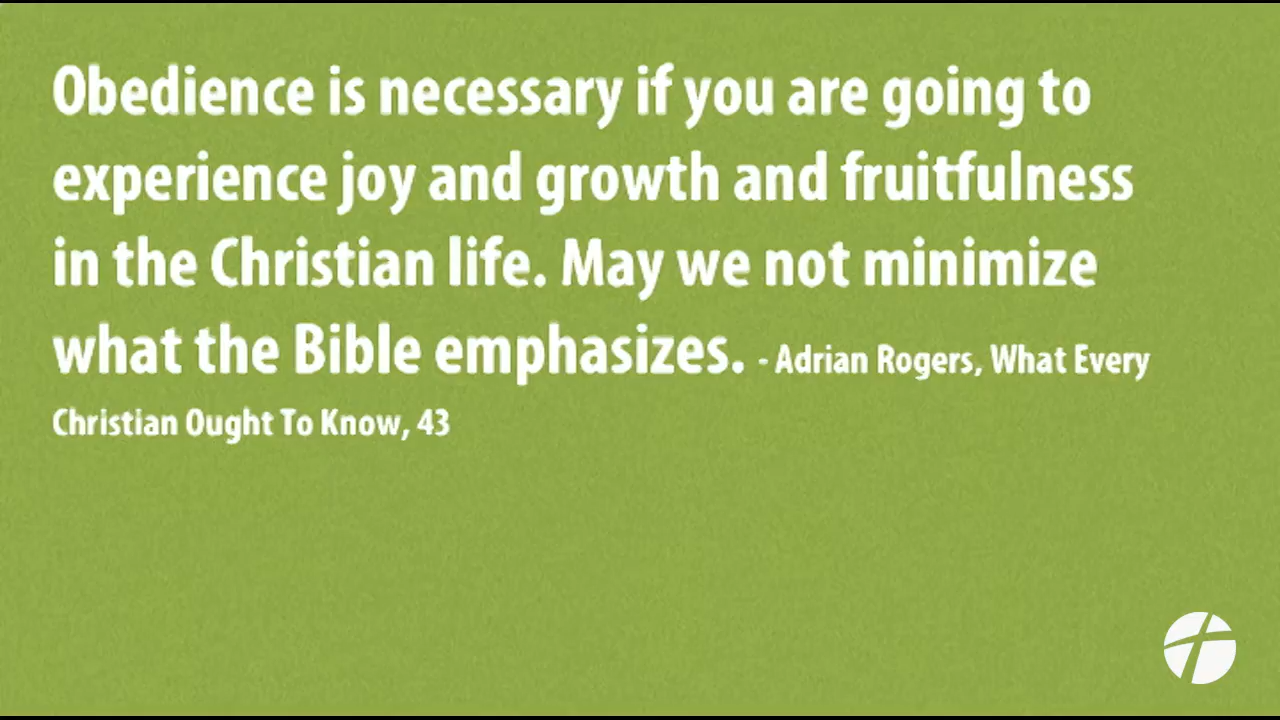 Obedience is necessary if you are going to
experience joy and growth and fruitfulness
in the Christian life. May we not minimize
what the Bible emphasizes. - Adrian Rogers, What Every
Christian Ought To Know, 43